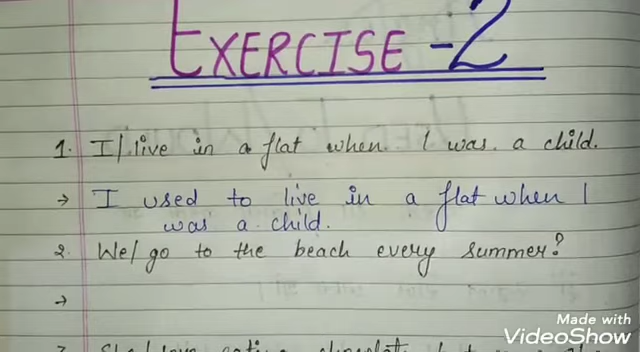 EXERCISE-2
1. I/live in a flat when I was a child.
→ I used to live in a flat when I
was a child.
2. We/go to the beach every summer?
→
Made with
VideoShow